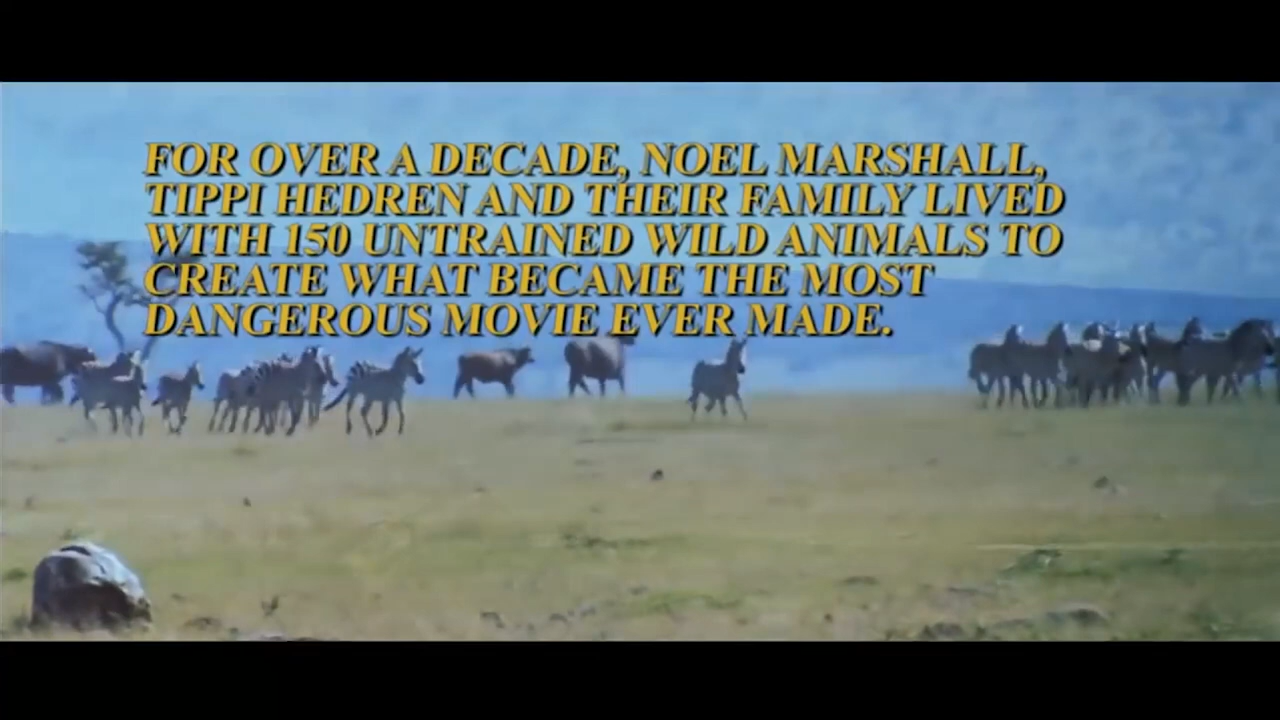 FOR OVER A DECADE, NOEL MARSHALL,
TIPPI HEDREN AND THEIR FAMILY LIVED
WITH 150 UNTRAINED WILD ANIMALS TO
CREATE WHAT BECAME THE MOST
DANGEROUS MOVIE EVER MADE.